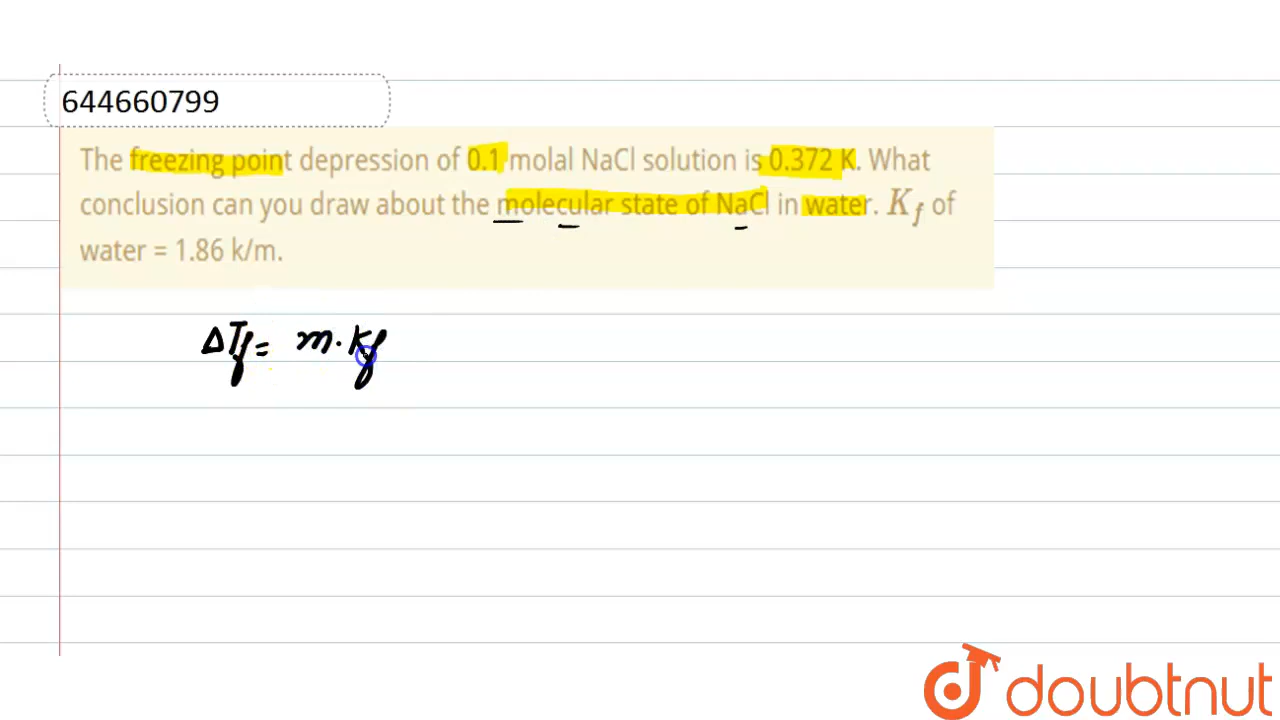 644660799
The freezing point depression of 0.1 molal NaCl solution is 0.372 K. What
conclusion can you draw about the molecular state of NaCl in water. K_f of
water = 1.86 k/m.
ΔTf = m·Kf
doubtnut